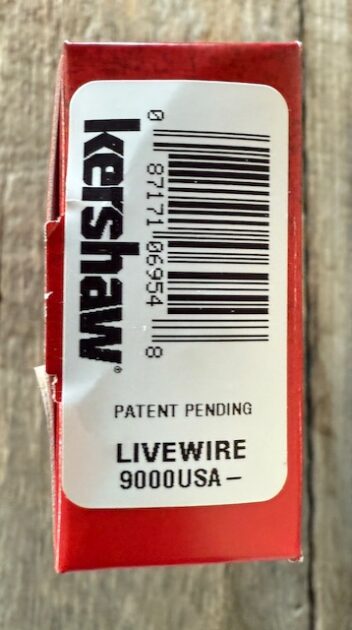 kershaw®
0 87171 06954 8
PATENT PENDING
LIVEWIRE
9000USA–